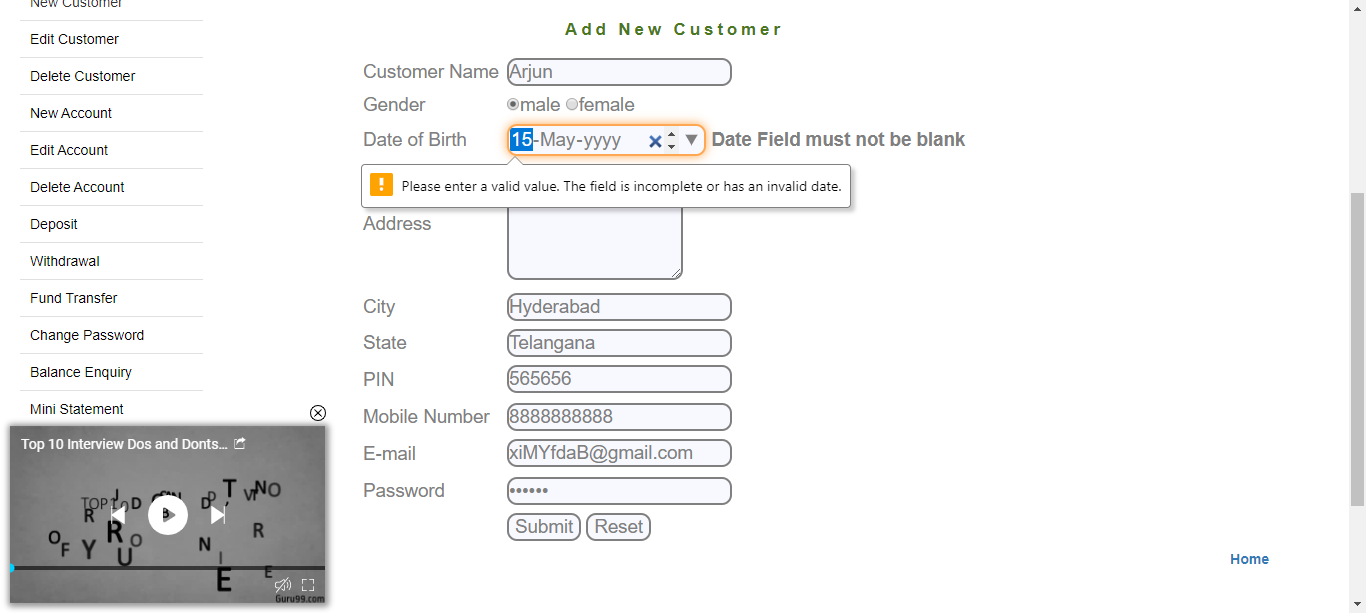 New Customer
Edit Customer
Delete Customer
New Account
Edit Account
Delete Account
Deposit
Withdrawal
Fund Transfer
Change Password
Balance Enquiry
Mini Statement
Top 10 Interview Dos and Donts...
Guru99.com
Add New Customer
Customer Name Arjun
Gender male female
Date of Birth 15-May-yyyy Date Field must not be blank
Please enter a valid value. The field is incomplete or has an invalid date.
Address
City Hyderabad
State Telangana
PIN 565656
Mobile Number 8888888888
E-mail xiMYfdaB@gmail.com
Password ••••••
Submit Reset
Home